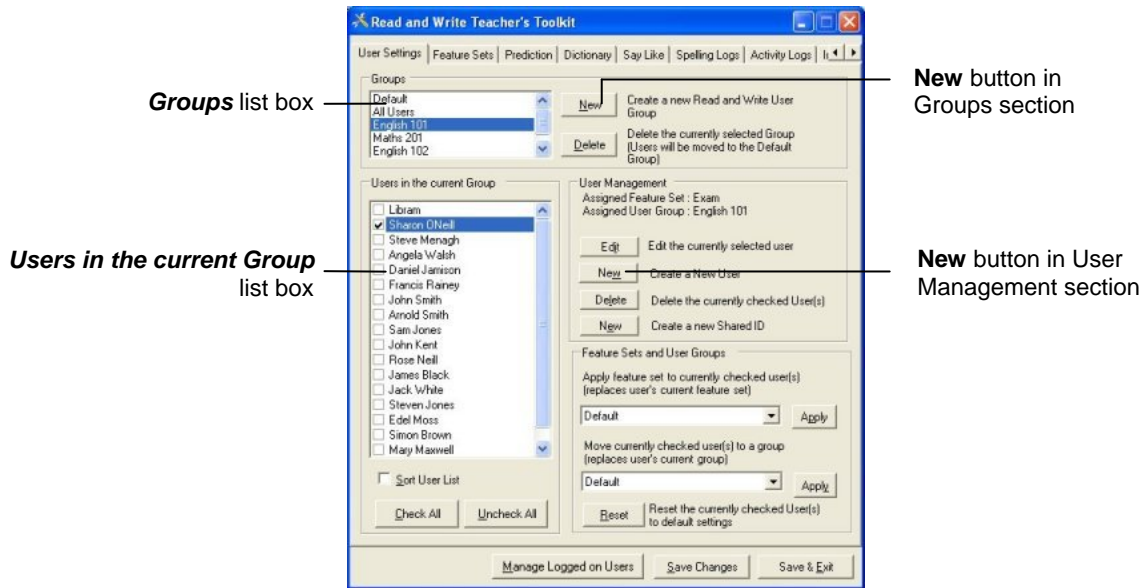 Read and Write Teacher's Toolkit
User Settings
Feature Sets
Prediction
Dictionary
Say Like
Spelling Logs
Activity Logs
Groups
Default
All Users
English 101
Maths 201
English 102
New
Create a new Read and Write User
Group
Delete
Delete the currently selected Group
(Users will be moved to the Default
Group)
Groups list box
New button in
Groups section
Users in the current Group
Libram
Sharon ONeill
Steve Menagh
Angela Walsh
Daniel Jamison
Francis Rainey
John Smith
Arnold Smith
Sam Jones
John Kent
Rose Neill
James Black
Jack White
Steven Jones
Edel Moss
Simon Brown
Mary Maxwell
Sort User List
Check All
Uncheck All
Users in the current Group
list box
User Management
Assigned Feature Set : Exam
Assigned User Group : English 101
Edit
Edit the currently selected user
New
Create a New User
Delete
Delete the currently checked User(s)
New
Create a new Shared ID
New button in User
Management section
Feature Sets and User Groups
Apply feature set to currently checked user(s)
(replaces user's current feature set)
Default
Apply
Move currently checked user(s) to a group
(replaces user's current group)
Default
Apply
Reset
Reset the currently checked User(s)
to default settings
Manage Logged on Users
Save Changes
Save & Exit